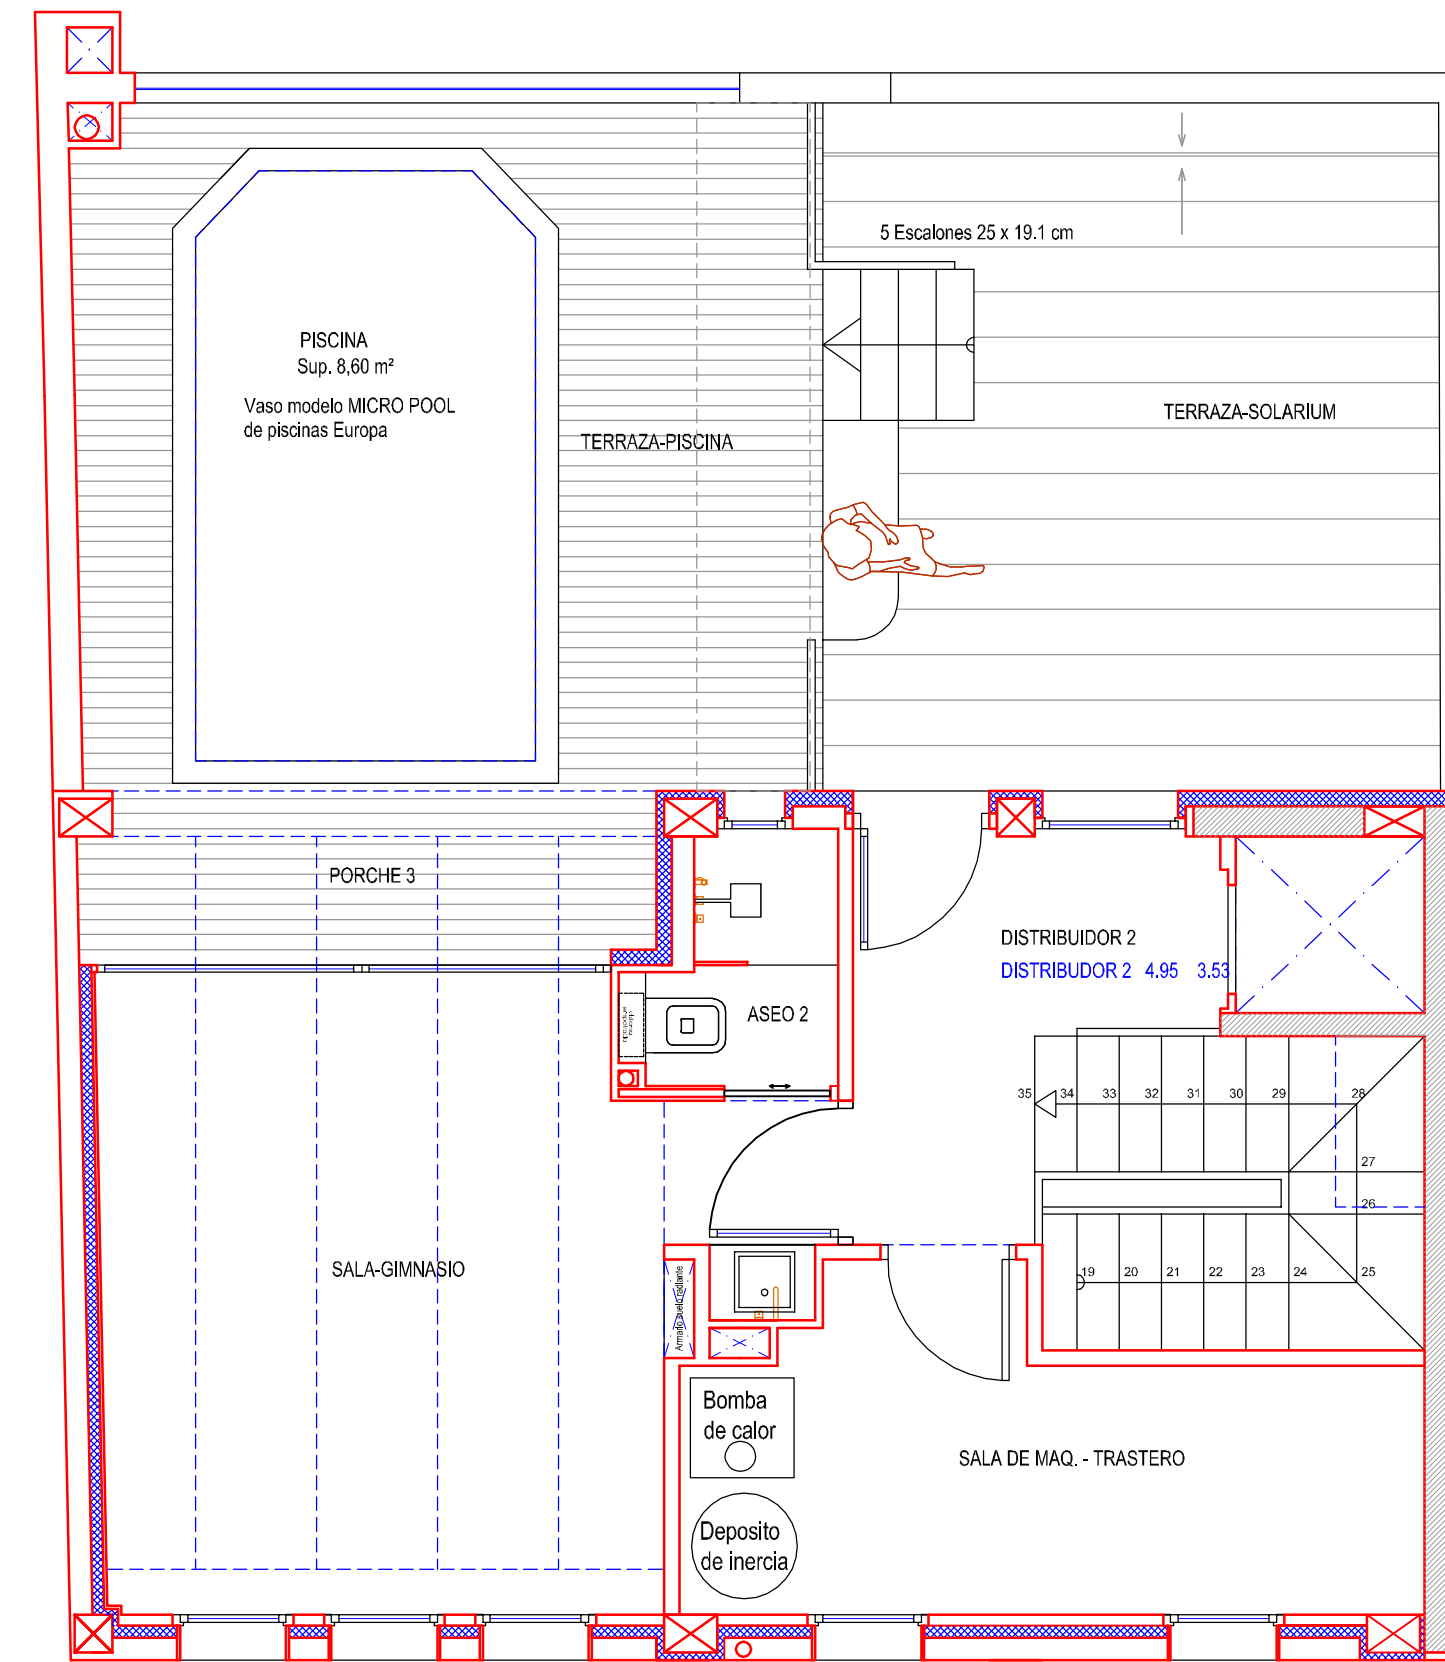 5 Escalones 25 x 19.1 cm
PISCINA
Sup. 8,60 m²
Vaso modelo MICRO POOL
de piscinas Europa
TERRAZA-PISCINA
TERRAZA-SOLARIUM
PORCHE 3
DISTRIBUIDOR 2
DISTRIBUDOR 2 4.95 3.53
ASEO 2
cisterna
empotrada
35 34 33 32 31 30 29 28
27
26
SALA-GIMNASIO
Armario suelo radiante
19 20 21 22 23 24 25
Bomba
de calor
SALA DE MAQ. - TRASTERO
Deposito
de inercia